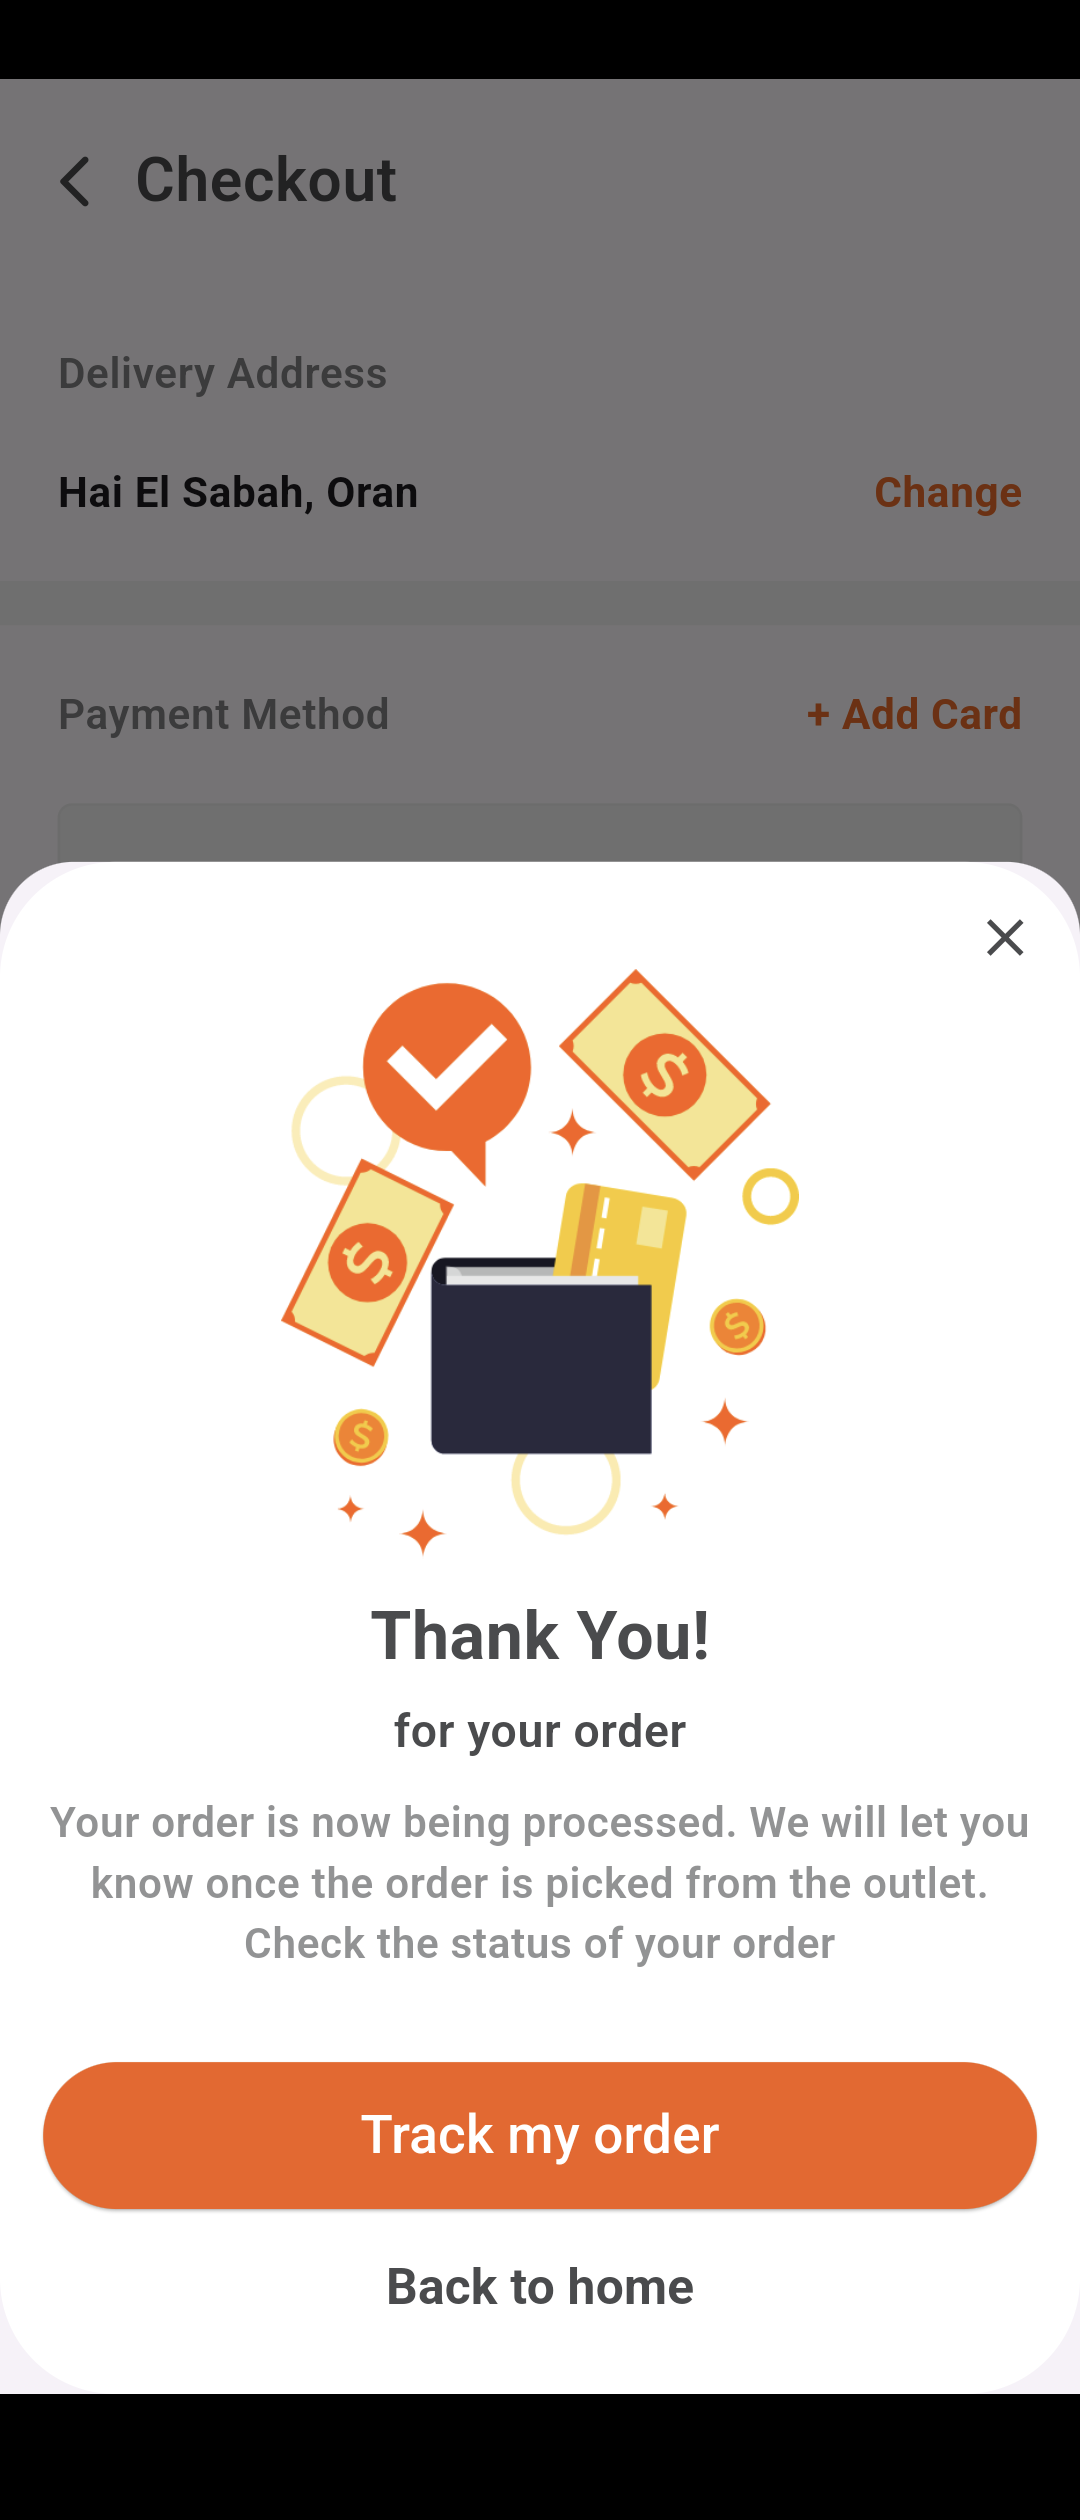 Checkout
Delivery Address
Hai El Sabah, Oran
Change
Payment Method
+ Add Card
$
$
$
$
Thank You!
for your order
Your order is now being processed. We will let you
know once the order is picked from the outlet.
Check the status of your order
Track my order
Back to home